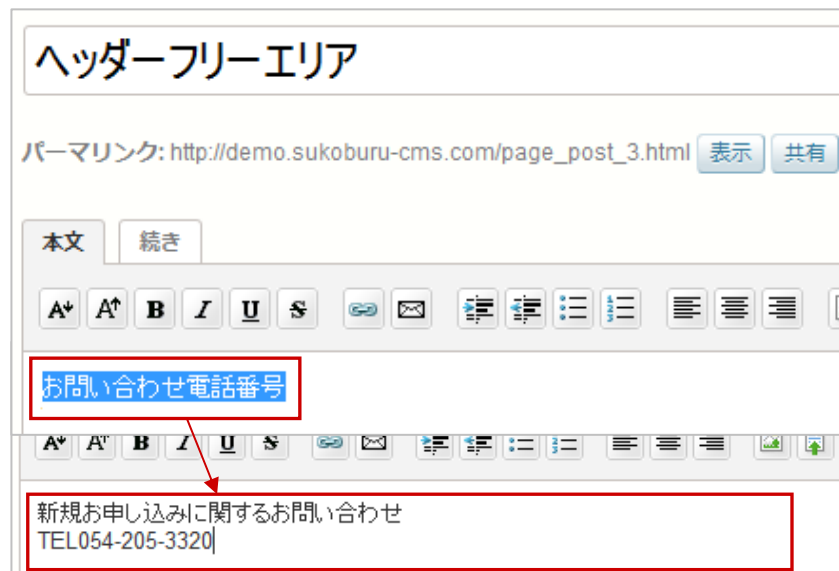 ヘッダーフリーエリア
パーマリンク: http://demo.sukoburu-cms.com/page_post_3.html 表示 共有
本文 続き
A A B I U S
お問い合わせ電話番号
A A B I U S
新規お申し込みに関するお問い合わせ
TEL054-205-3320